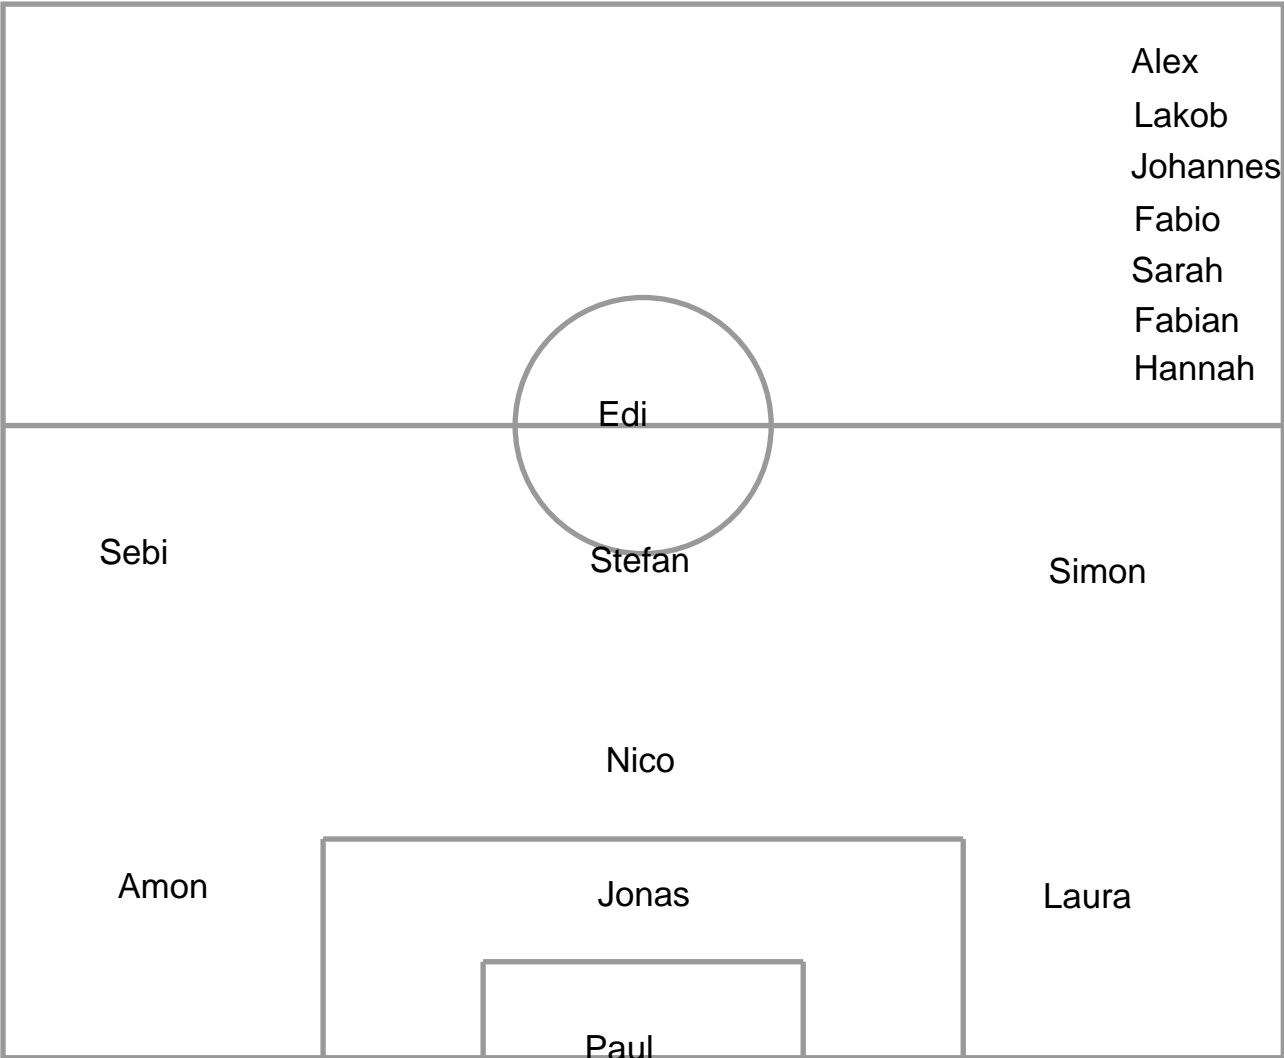 Alex
Lakob
Johannes
Fabio
Sarah
Fabian
Hannah
Edi
Sebi
Stefan
Simon
Nico
Amon
Jonas
Laura
Paul